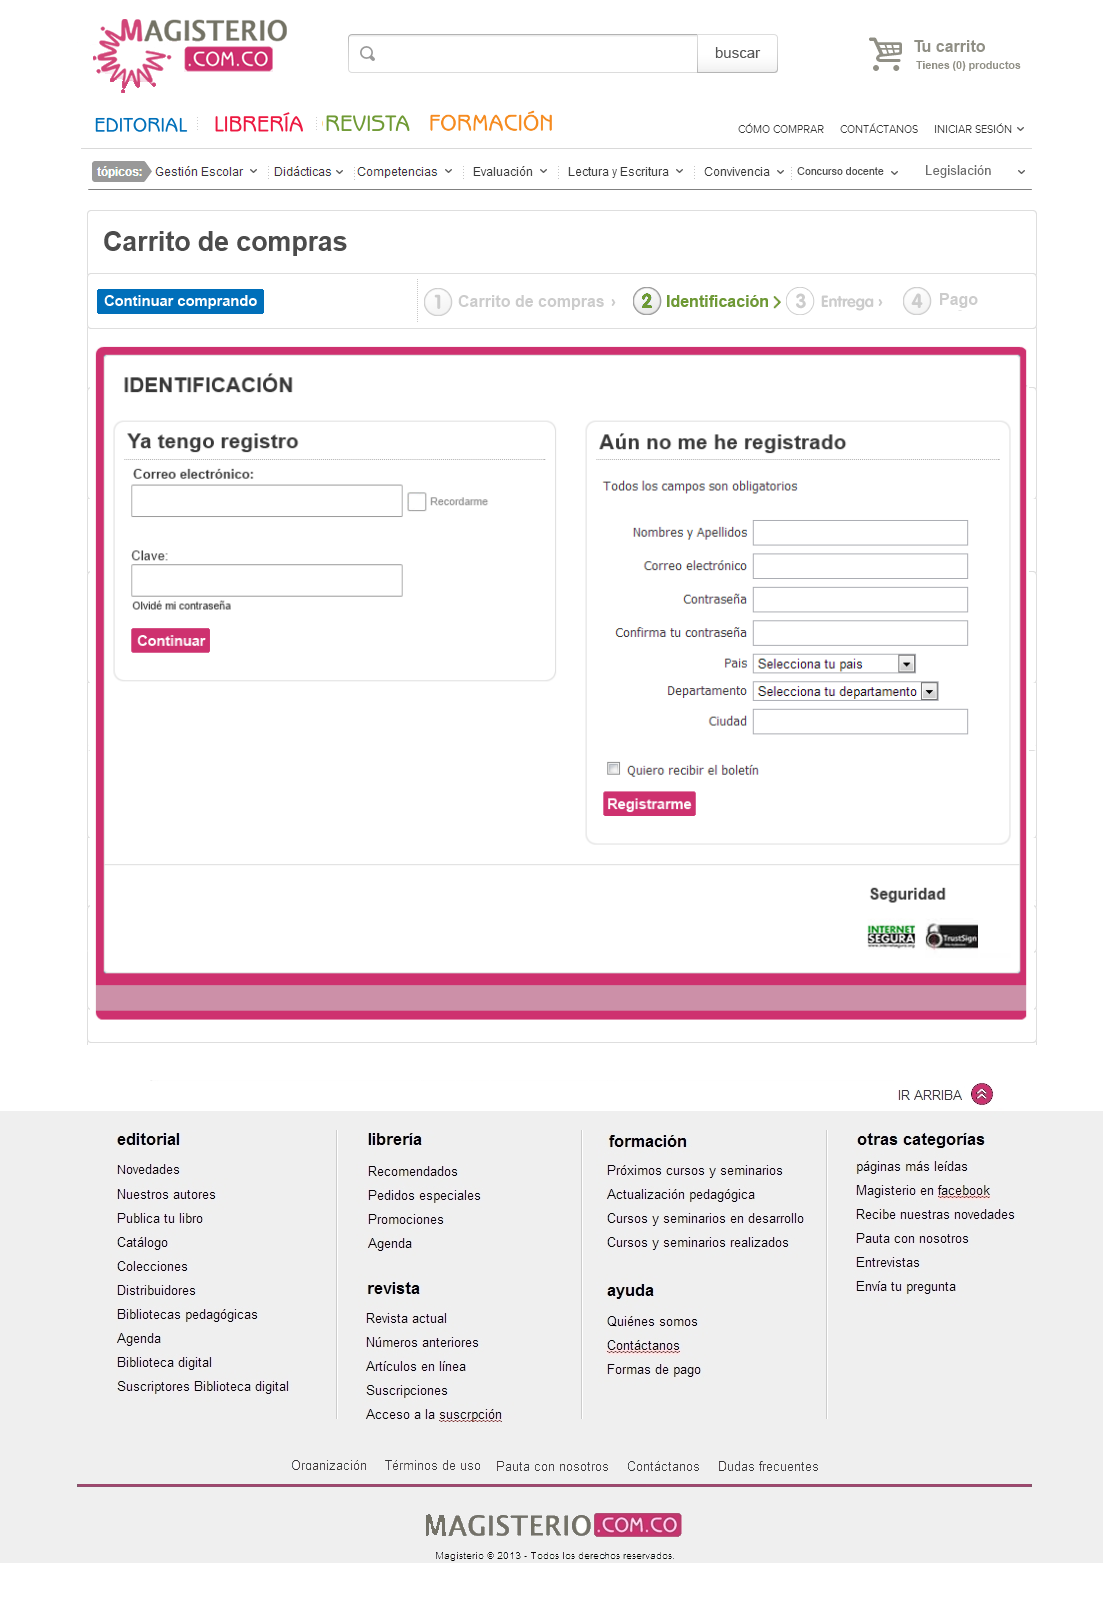 MAGISTERIO
.COM.CO
buscar
Tu carrito
Tienes (0) productos
EDITORIAL LIBRERÍA REVISTA FORMACIÓN
CÓMO COMPRAR CONTÁCTANOS INICIAR SESIÓN
tópicos: Gestión Escolar Didácticas Competencias Evaluación Lectura y Escritura Convivencia Concurso docente Legislación
Carrito de compras
Continuar comprando
1 Carrito de compras › 2 Identificación › 3 Entrega › 4 Pago
IDENTIFICACIÓN
Ya tengo registro
Correo electrónico:
Recordarme
Clave:
Olvidé mi contraseña
Continuar
Aún no me he registrado
Todos los campos son obligatorios
Nombres y Apellidos
Correo electrónico
Contraseña
Confirma tu contraseña
Pais Selecciona tu pais
Departamento Selecciona tu departamento
Ciudad
Quiero recibir el boletín
Registrarme
Seguridad
INTERNET
SEGURA
TrustSign
IR ARRIBA
editorial
Novedades
Nuestros autores
Publica tu libro
Catálogo
Colecciones
Distribuidores
Bibliotecas pedagógicas
Agenda
Biblioteca digital
Suscriptores Biblioteca digital
librería
Recomendados
Pedidos especiales
Promociones
Agenda
revista
Revista actual
Números anteriores
Artículos en línea
Suscripciones
Acceso a la suscrpción
formación
Próximos cursos y seminarios
Actualización pedagógica
Cursos y seminarios en desarrollo
Cursos y seminarios realizados
ayuda
Quiénes somos
Contáctanos
Formas de pago
otras categorías
páginas más leídas
Magisterio en facebook
Recibe nuestras novedades
Pauta con nosotros
Entrevistas
Envía tu pregunta
Organización Términos de uso Pauta con nosotros Contáctanos Dudas frecuentes
MAGISTERIO.COM.CO
Magisterio © 2013 - Todos los derechos reservados.